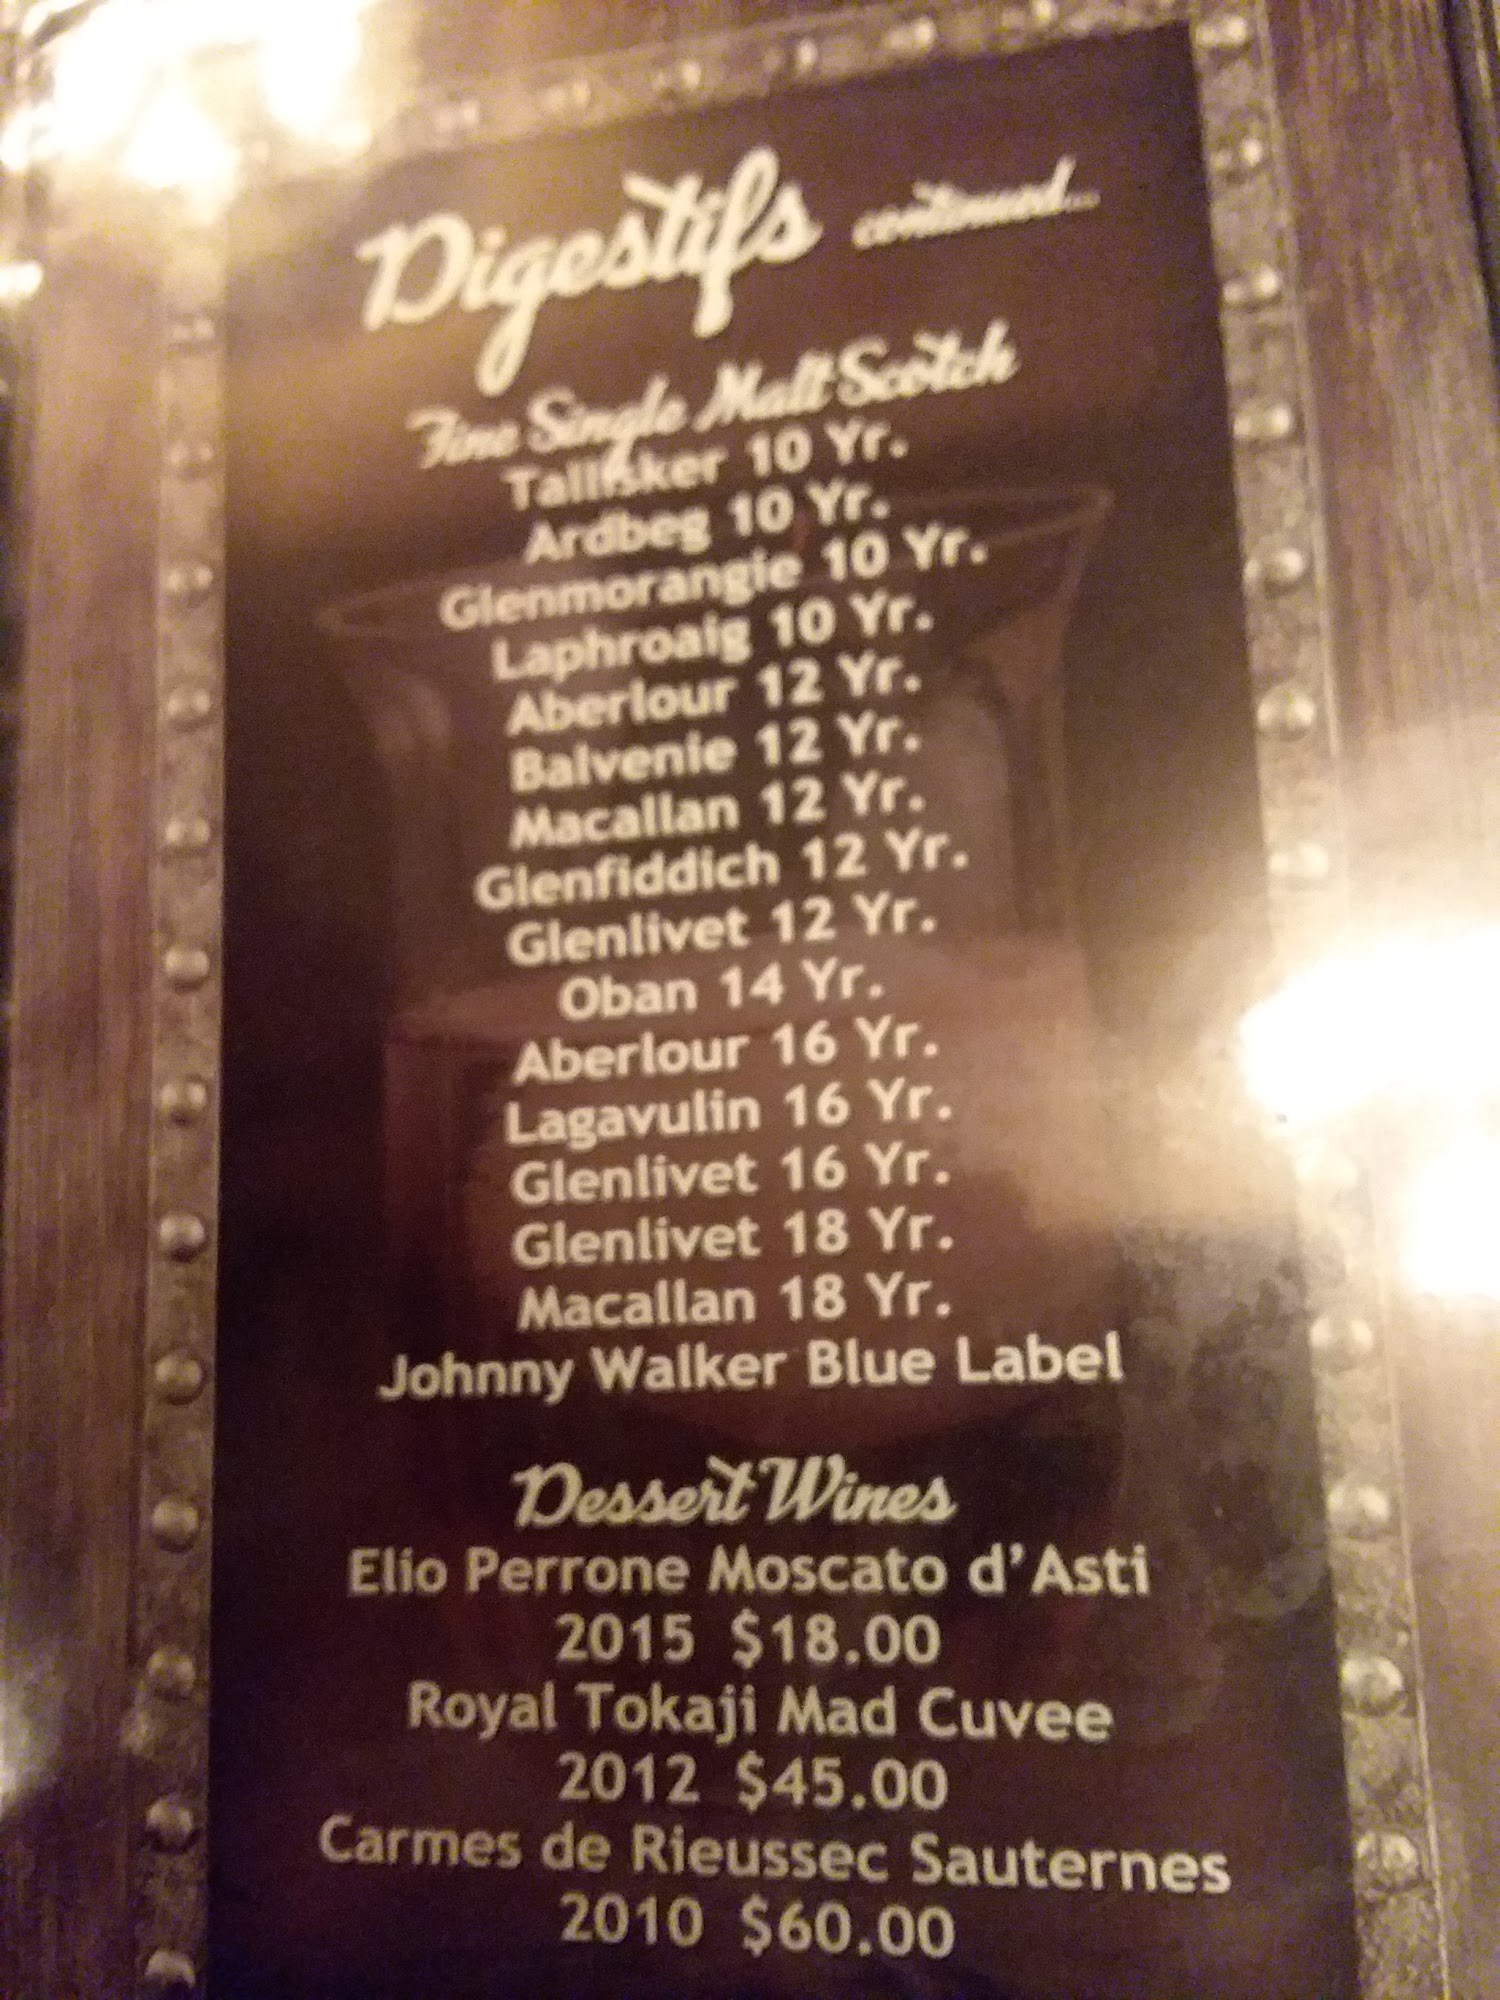 Digestifs continued...
Fine Single Malt Scotch
Tallisker 10 Yr.
Ardbeg 10 Yr.
Glenmorangie 10 Yr.
Laphroaig 10 Yr.
Aberlour 12 Yr.
Balvenie 12 Yr.
Macallan 12 Yr.
Glenfiddich 12 Yr.
Glenlivet 12 Yr.
Oban 14 Yr.
Aberlour 16 Yr.
Lagavulin 16 Yr.
Glenlivet 16 Yr.
Glenlivet 18 Yr.
Macallan 18 Yr.
Johnny Walker Blue Label
Dessert Wines
Elio Perrone Moscato d'Asti
2015 $18.00
Royal Tokaji Mad Cuvee
2012 $45.00
Carmes de Rieussec Sauternes
2010 $60.00